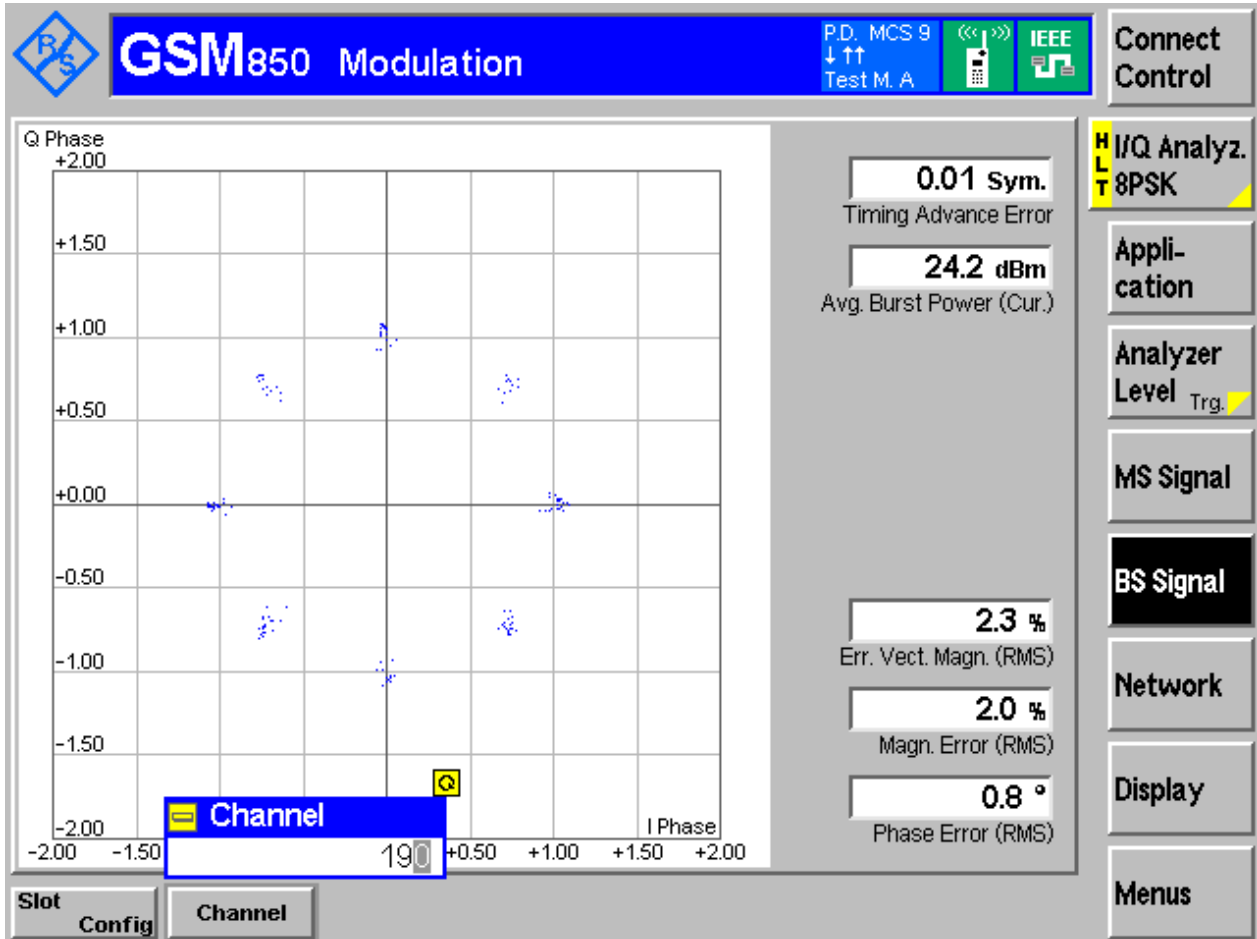 R/S
GSM850 Modulation
P.D. MCS 9
↓ ↑↑
Test M. A
IEEE
Connect
Control
Q Phase
+2.00
+1.50
+1.00
+0.50
+0.00
-0.50
-1.00
-1.50
-2.00
-2.00 -1.50 +0.50 +1.00 +1.50 +2.00
I Phase
Q
Channel
190
0.01 Sym.
Timing Advance Error
24.2 dBm
Avg. Burst Power (Cur.)
2.3 %
Err. Vect. Magn. (RMS)
2.0 %
Magn. Error (RMS)
0.8 °
Phase Error (RMS)
HLT
I/Q Analyz.
8PSK
Appli-
cation
Analyzer
Level Trg.
MS Signal
BS Signal
Network
Display
Menus
Slot
Config
Channel